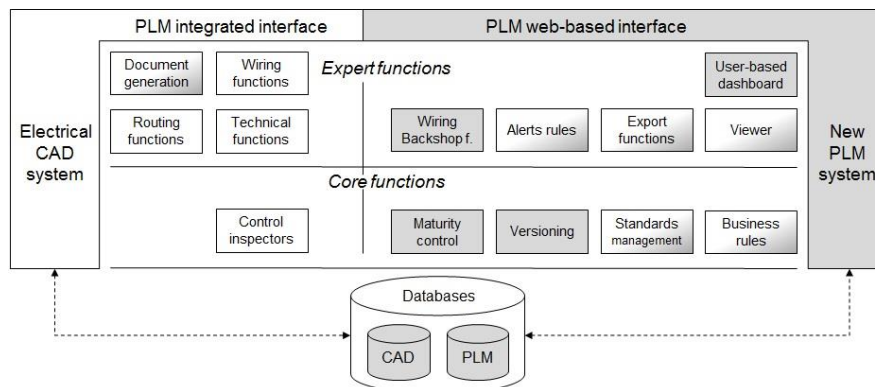 PLM integrated interface
PLM web-based interface
Electrical
CAD
system
New
PLM
system
Expert functions
Document
generation
Wiring
functions
User-based
dashboard
Routing
functions
Technical
functions
Wiring
Backshop f.
Alerts rules
Export
functions
Viewer
Core functions
Control
inspectors
Maturity
control
Versioning
Standards
management
Business
rules
Databases
CAD
PLM